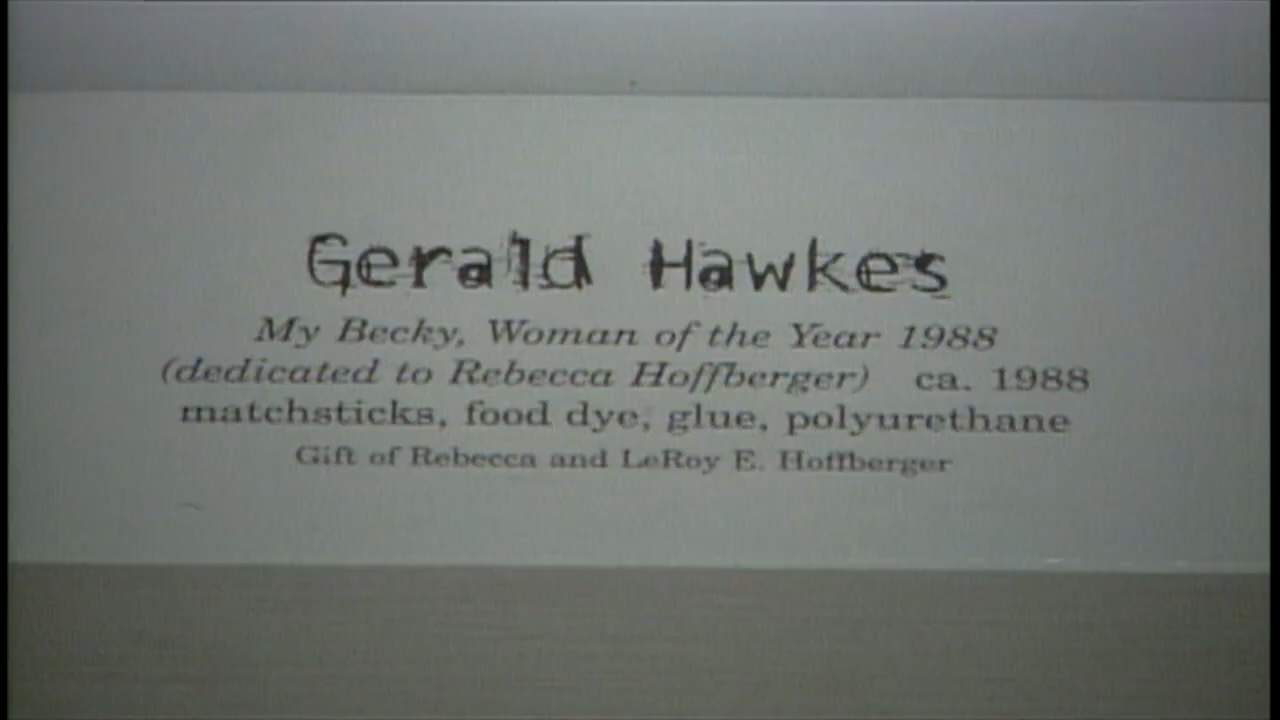 Gerald Hawkes
My Becky, Woman of the Year 1988
(dedicated to Rebecca Hoffberger) ca. 1988
matchsticks, food dye, glue, polyurethane
Gift of Rebecca and LeRoy E. Hoffberger